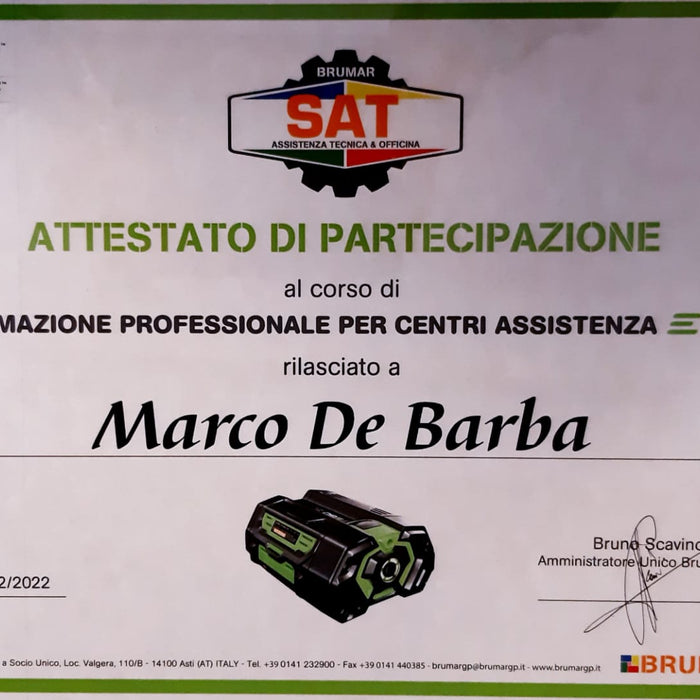 BRUMAR
SAT
ASSISTENZA TECNICA & OFFICINA
ATTESTATO DI PARTECIPAZIONE
al corso di
MAZIONE PROFESSIONALE PER CENTRI ASSISTENZA
rilasciato a
Marco De Barba
Bruno Scavino
Amministratore Unico Bru
2/2022
a Socio Unico, Loc. Valgera, 110/B - 14100 Asti (AT) ITALY - Tel. +39 0141 232900 - Fax +39 0141 440385 - brumargp@brumargp.it - www.brumargp.it
BRU